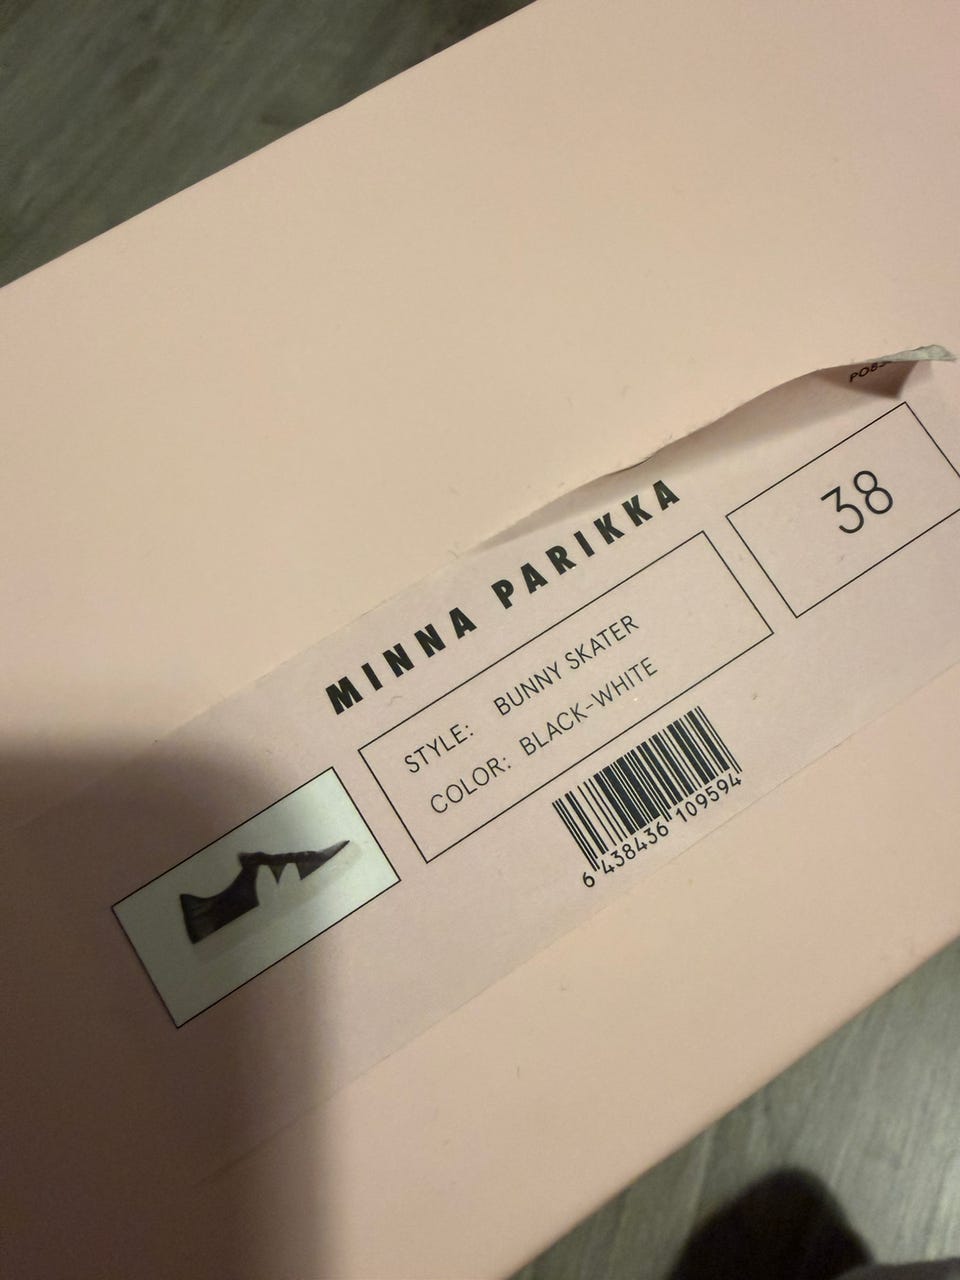 MINNA PARIKKA
STYLE: BUNNY SKATER
COLOR: BLACK-WHITE
38
6 438436 109594